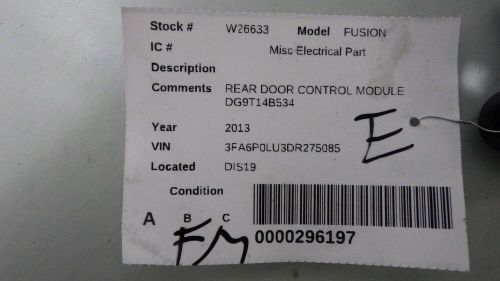 Stock # W26633 Model FUSION
IC # Misc Electrical Part
Description
Comments REAR DOOR CONTROL MODULE
DG9T14B534
Year 2013
VIN 3FA6P0LU3DR275085
E
Located DIS19
Condition
A B C
FM 0000296197